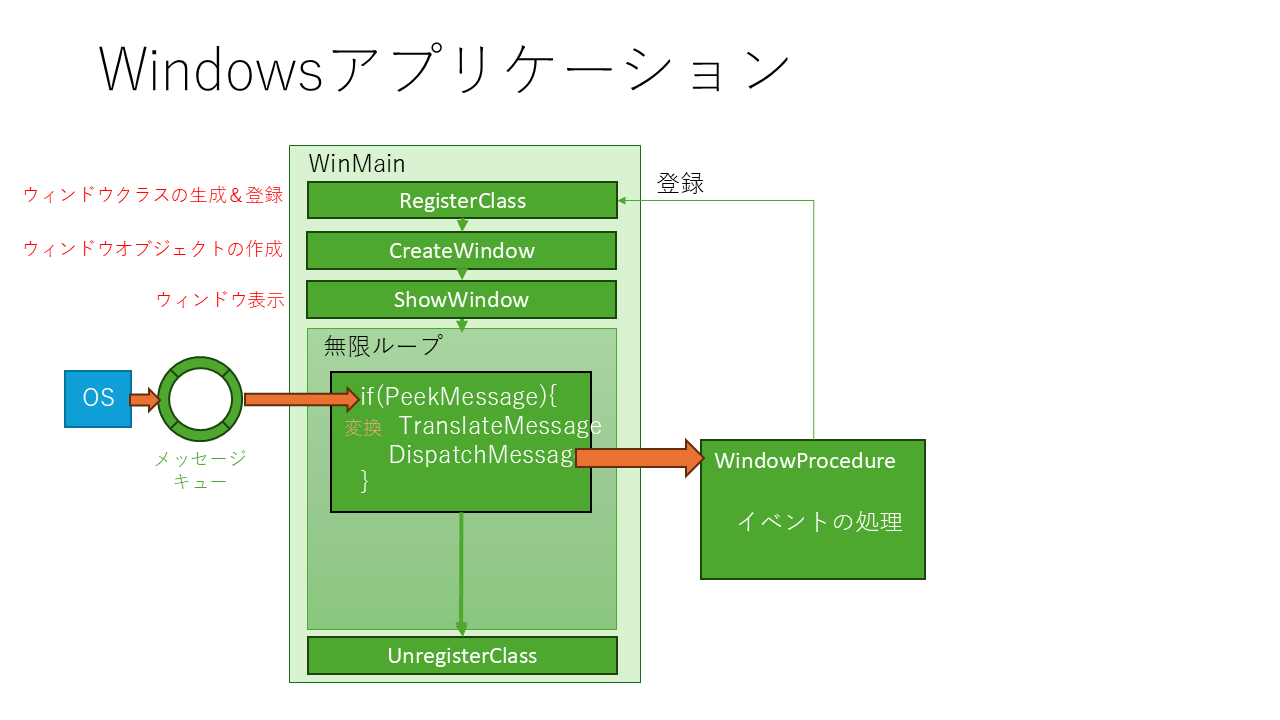 Windowsアプリケーション
WinMain
登録
ウィンドウクラスの生成＆登録
RegisterClass
ウィンドウオブジェクトの作成
CreateWindow
ウィンドウ表示
ShowWindow
無限ループ
OS
if(PeekMessage){
変換 TranslateMessage
DispatchMessag
}
メッセージ
キュー
WindowProcedure
イベントの処理
UnregisterClass